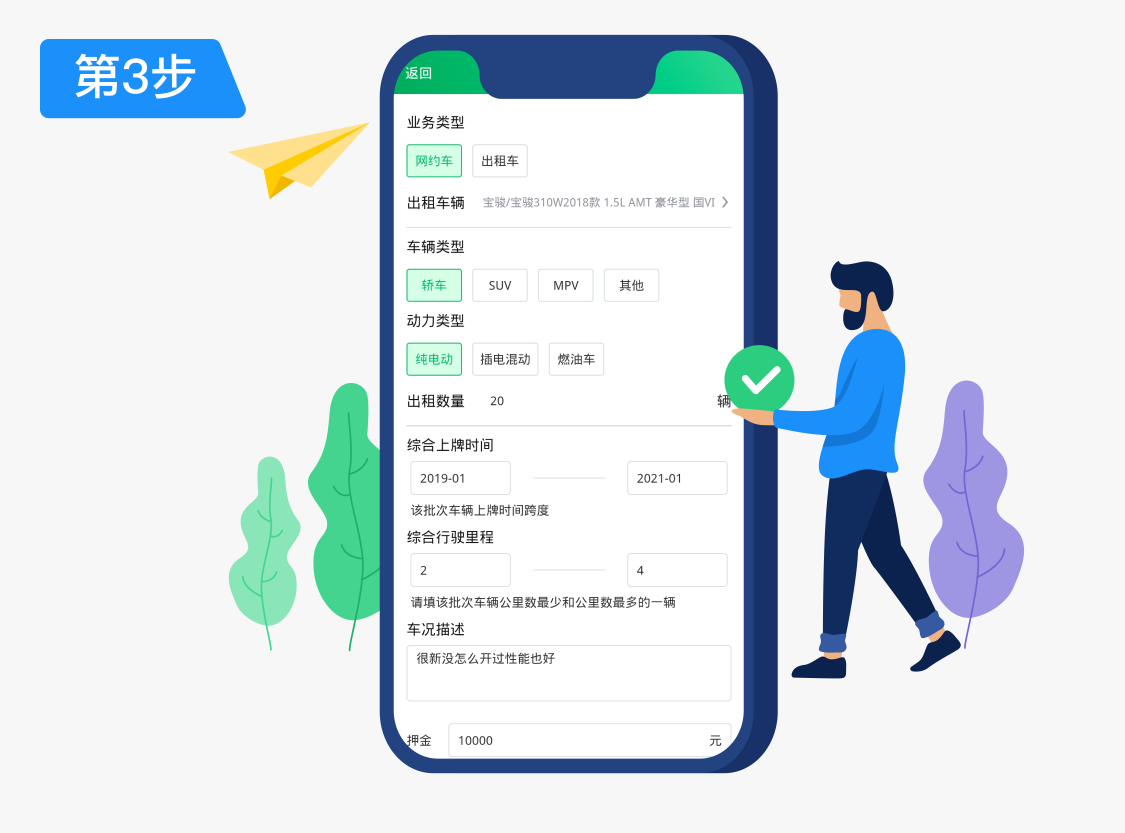 第3步
返回
业务类型
网约车 出租车
出租车辆 宝骏/宝骏310W2018款 1.5L AMT 豪华型 国VI
车辆类型
轿车 SUV MPV 其他
动力类型
纯电动 插电混动 燃油车
出租数量 20 辆
综合上牌时间
2019-01 2021-01
该批次车辆上牌时间跨度
综合行驶里程
2 4
请填该批次车辆公里数最少和公里数最多的一辆
车况描述
很新没怎么开过性能也好
押金 10000 元